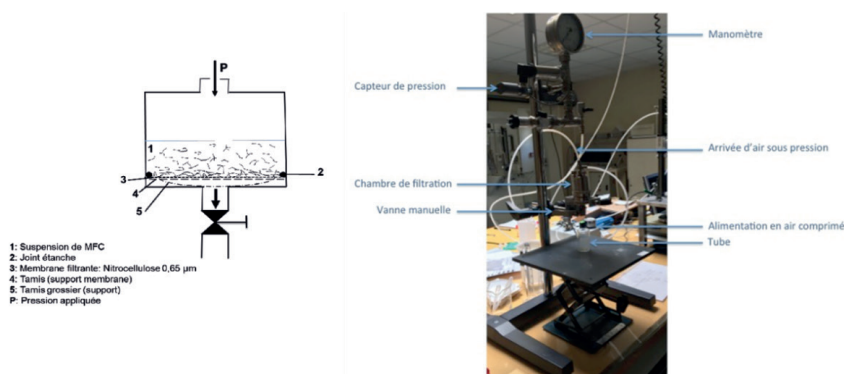 P
1
2
3
4
5
1: Suspension de MFC
2: Joint étanche
3: Membrane filtrante: Nitrocellulose 0,65 µm
4: Tamis (support membrane)
5: Tamis grossier (support)
P: Pression appliquée
Manomètre
Capteur de pression
Arrivée d'air sous pression
Chambre de filtration
Vanne manuelle
Alimentation en air comprimé
Tube